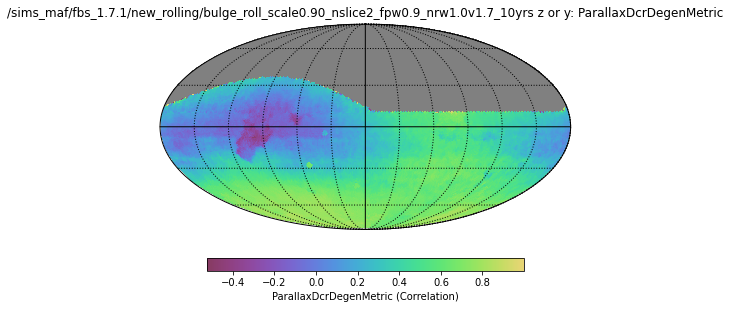 /sims_maf/fbs_1.7.1/new_rolling/bulge_roll_scale0.90_nslice2_fpw0.9_nrw1.0v1.7_10yrs z or y: ParallaxDcrDegenMetric
−0.4 −0.2 0.0 0.2 0.4 0.6 0.8
ParallaxDcrDegenMetric (Correlation)